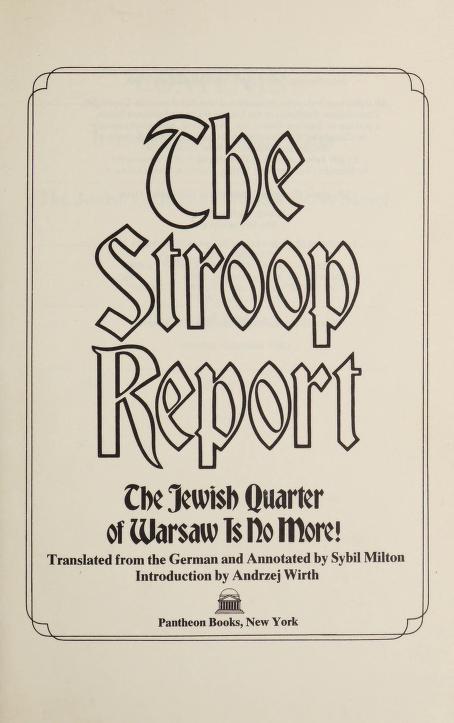 The
Stroop
Report
The Jewish Quarter
of Warsaw Is No More!
Translated from the German and Annotated by Sybil Milton
Introduction by Andrzej Wirth
Pantheon Books, New York